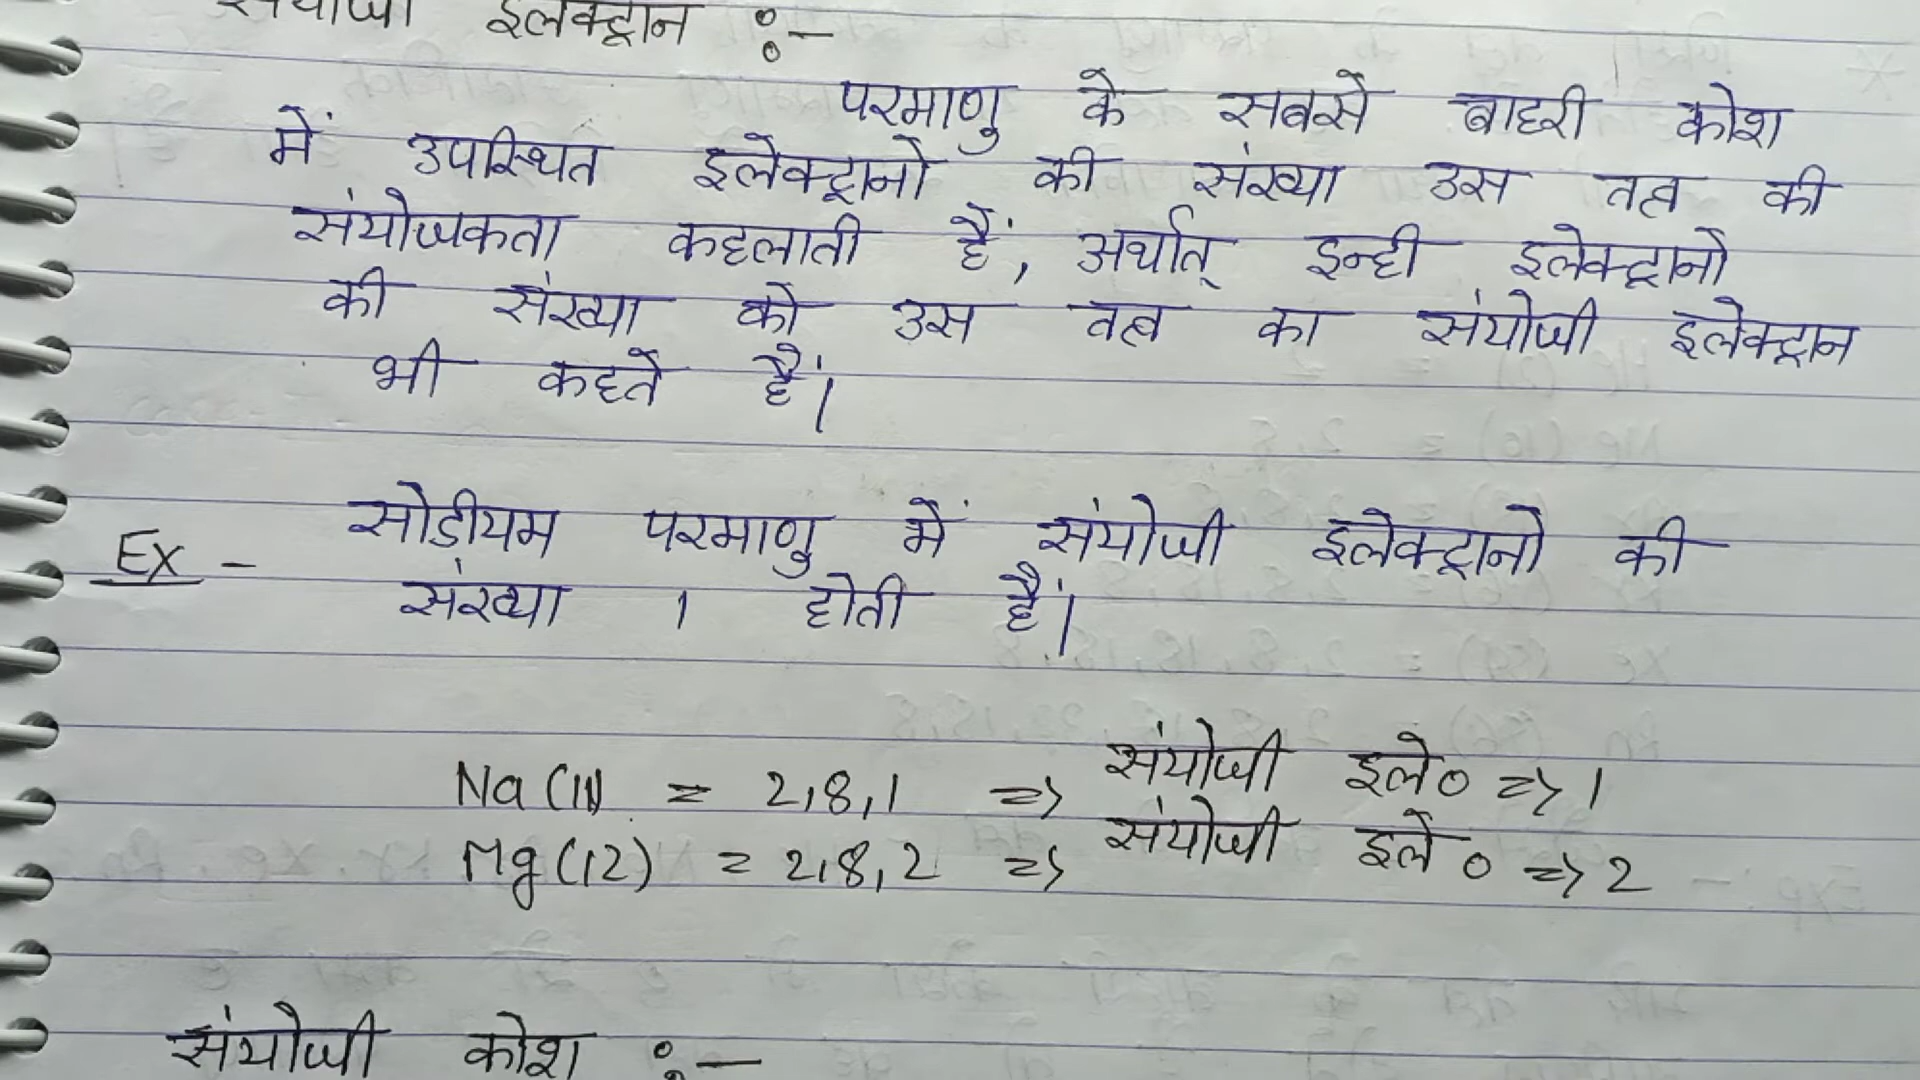 संयोजी इलेक्ट्रान :-
परमाणु के सबसे बाहरी कोश
में उपस्थित इलेक्ट्रानो की संख्या उस तत्व की
संयोजकता कहलाती हैं, अर्थात् इन्ही इलेक्ट्रानो
की संख्या को उस तत्व का संयोजी इलेक्ट्रान
भी कहते हैं।
Ex - सोडीयम परमाणु में संयोजी इलेक्ट्रानो की
संख्या 1 होती हैं।
Na (11) = 2,8,1 => संयोजी इले० => 1
Mg (12) = 2,8,2 => संयोजी इले० => 2
संयोजी कोश :-